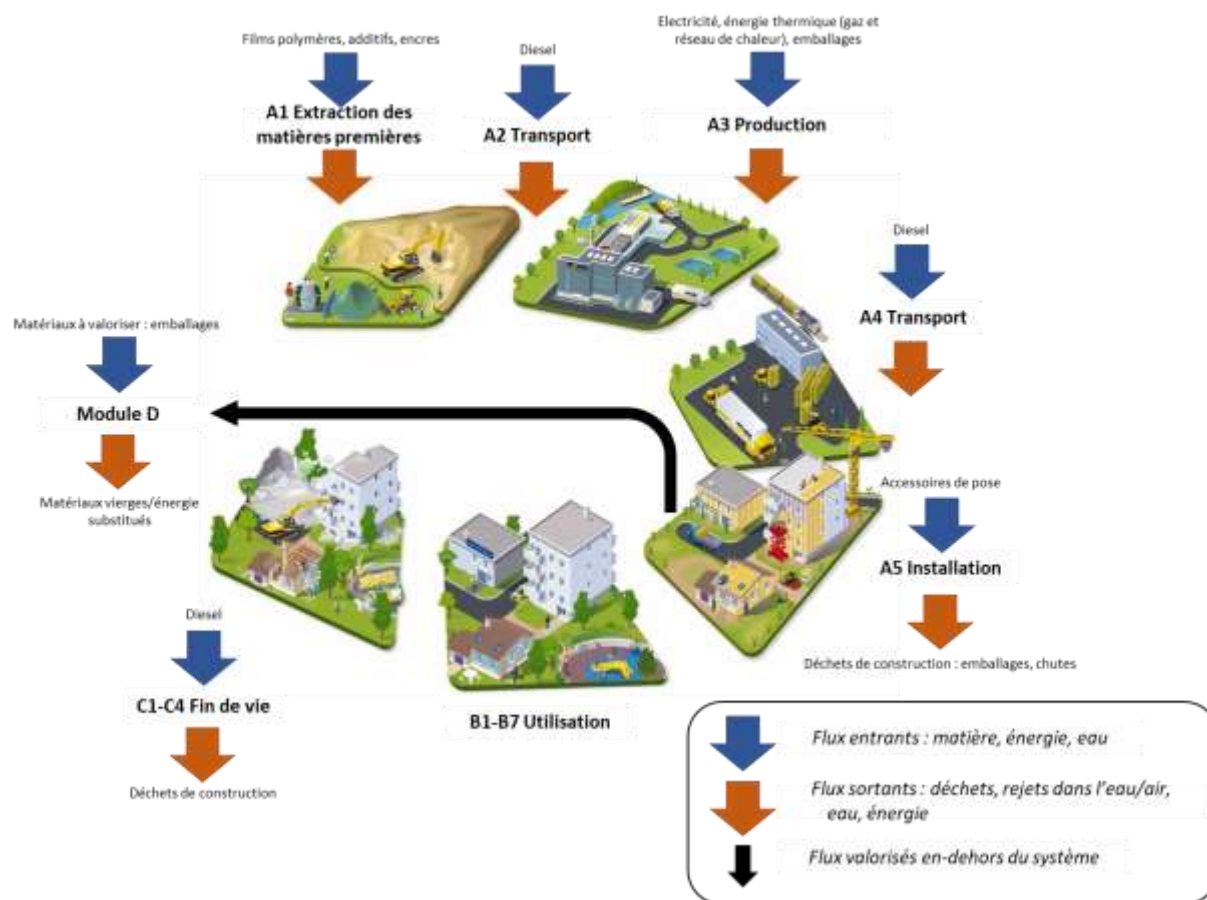 Films polymères, additifs, encres
A1 Extraction des
matières premières
Diesel
A2 Transport
Electricité, énergie thermique (gaz et
réseau de chaleur), emballages
A3 Production
Diesel
A4 Transport
Matériaux à valoriser : emballages
Module D
Matériaux vierges/énergie
substitués
Accessoires de pose
A5 Installation
Déchets de construction : emballages, chutes
Diesel
C1-C4 Fin de vie
Déchets de construction
B1-B7 Utilisation
Flux entrants : matière, énergie, eau
Flux sortants : déchets, rejets dans l'eau/air,
eau, énergie
Flux valorisés en-dehors du système